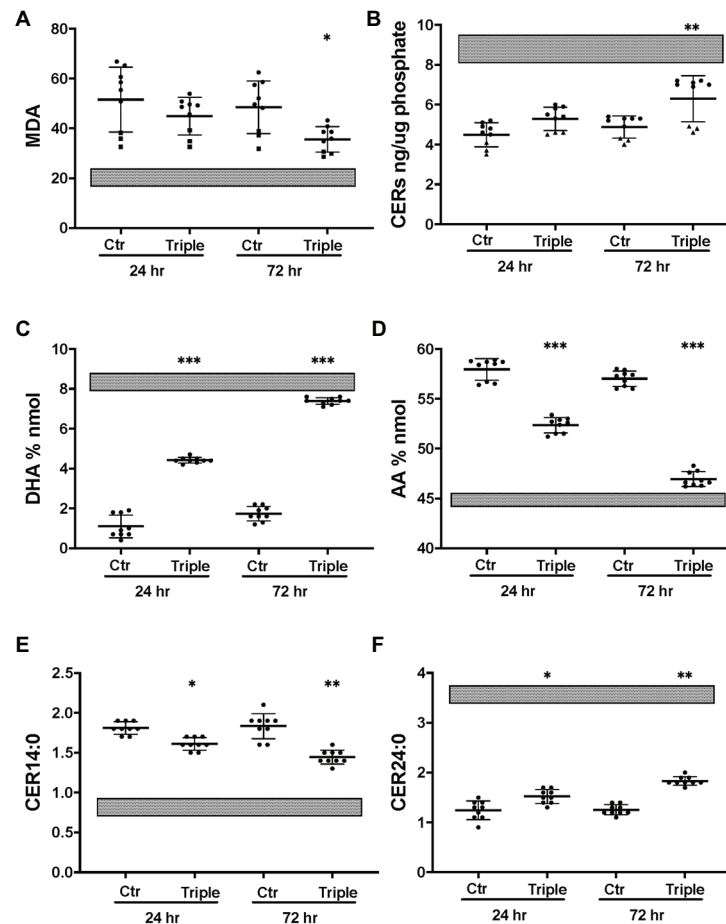 A
MDA
80
60
40
20
0
*
Ctr Triple Ctr Triple
24 hr 72 hr
B
CERs ng/ug phosphate
10
8
6
4
2
0
**
Ctr Triple Ctr Triple
24 hr 72 hr
C
DHA % nmol
10
8
6
4
2
0
*** ***
Ctr Triple Ctr Triple
24 hr 72 hr
D
AA % nmol
60
55
50
45
40
*** ***
Ctr Triple Ctr Triple
24 hr 72 hr
E
CER14:0
2.5
2.0
1.5
1.0
0.5
0.0
* **
Ctr Triple Ctr Triple
24 hr 72 hr
F
CER24:0
4
3
2
1
0
* **
Ctr Triple Ctr Triple
24 hr 72 hr